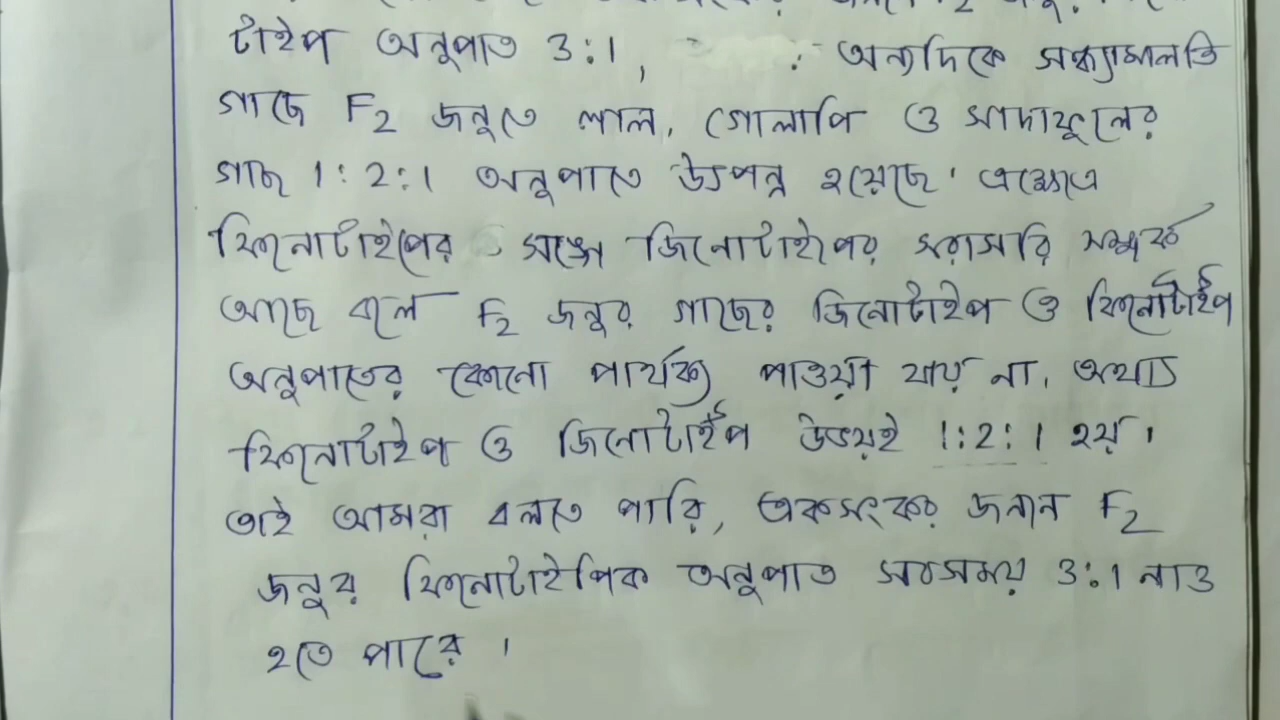 টাইপ অনুপাত 3:1, অন্যদিকে সন্ধ্যামালতি
গাছে F2 জনুতে লাল, গোলাপি ও সাদাফুলের
গাছ 1:2:1 অনুপাতে উৎপন্ন হয়েছে। এক্ষেত্রে
ফিনোটাইপের সঙ্গে জিনোটাইপের সরাসরি সম্পর্ক
আছে বলে F2 জনুর গাছের জিনোটাইপ ও ফিনোটাইপ
অনুপাতের কোনো পার্থক্য পাওয়া যায় না। অর্থাৎ
ফিনোটাইপ ও জিনোটাইপ উভয়ই 1:2:1 হয়।
তাই আমরা বলতে পারি, একসংকর জননে F2
জনুর ফিনোটাইপিক অনুপাত সবসময় 3:1 নাও
হতে পারে।